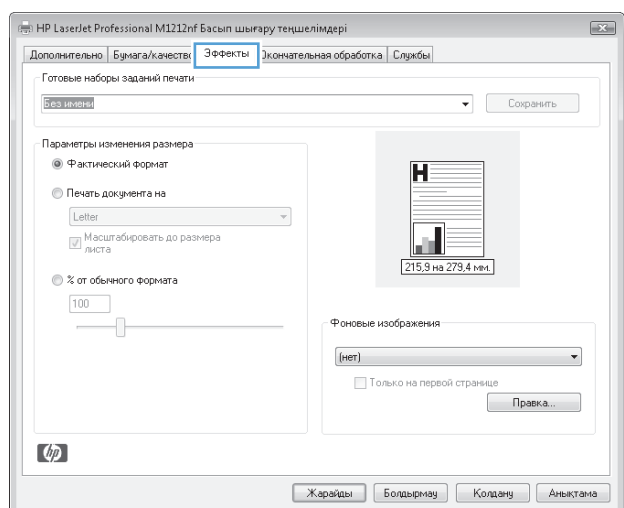 HP LaserJet Professional M1212nf Басып шығару теңшелімдері
Дополнительно Бумага/качество Эффекты Окончательная обработка Службы
Готовые наборы заданий печати
Без имени Сохранить
Параметры изменения размера
Фактический формат
Печать документа на
Letter
Масштабировать до размера
листа
% от обычного формата
100
H
215,9 на 279,4 мм.
Фоновые изображения
(нет)
Только на первой странице
Правка...
hp
Жарайды Болдырмау Колдану Анықтама